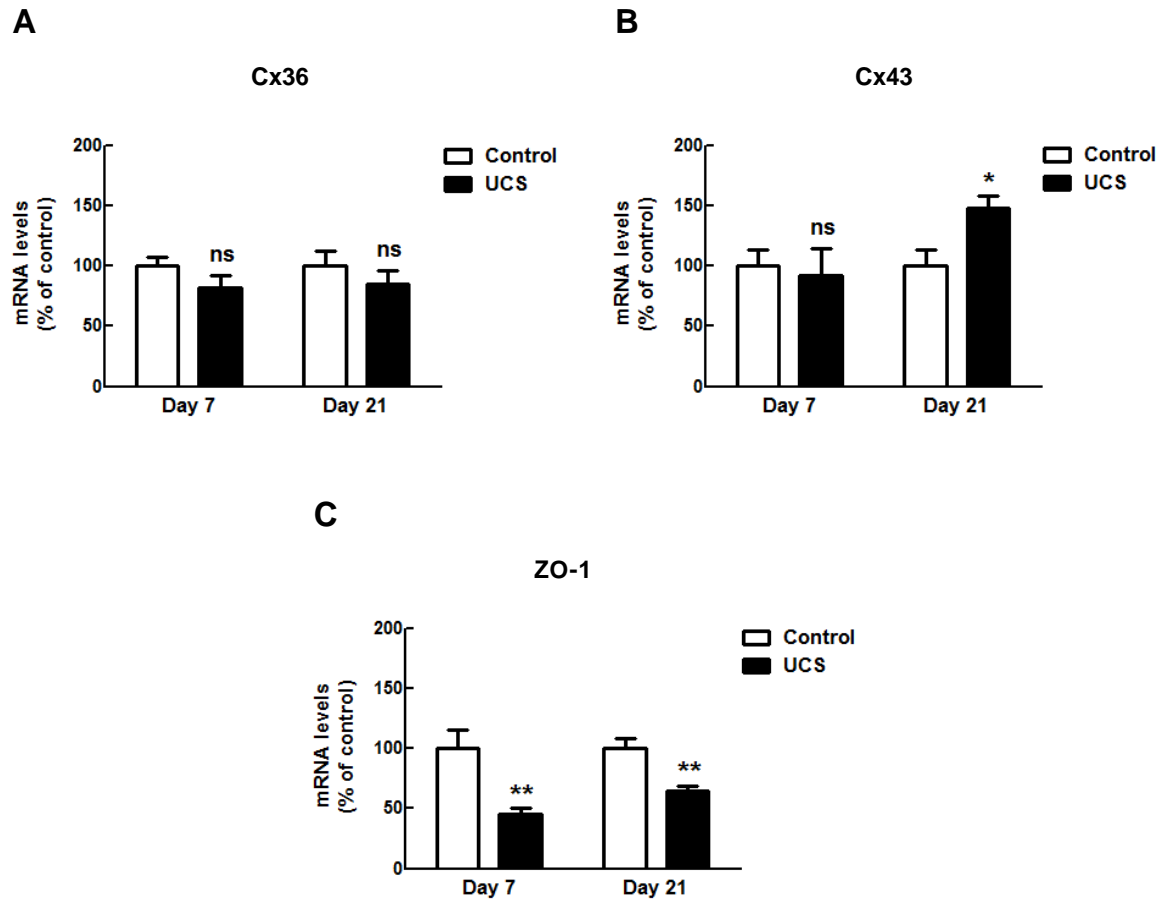 A
Cx36
mRNA levels
(% of control)
200
150
100
50
0
ns
ns
Control
UCS
Day 7
Day 21
B
Cx43
mRNA levels
(% of control)
200
150
100
50
0
ns
*
Control
UCS
Day 7
Day 21
C
ZO-1
mRNA levels
(% of control)
200
150
100
50
0
**
**
Control
UCS
Day 7
Day 21